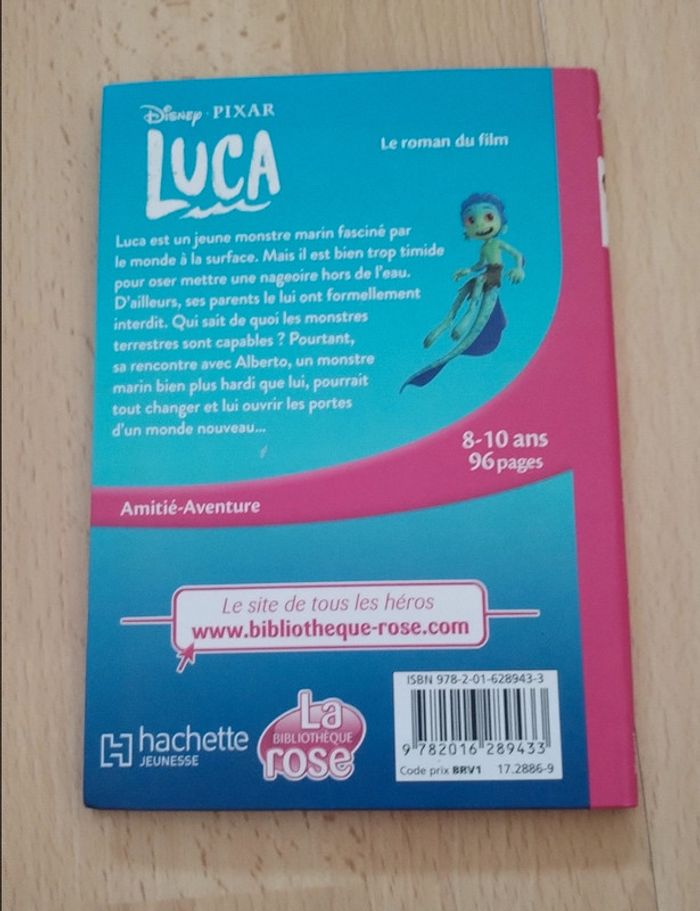 Disney · PIXAR
LUCA
Le roman du film
Luca est un jeune monstre marin fasciné par
le monde à la surface. Mais il est bien trop timide
pour oser mettre une nageoire hors de l'eau.
D'ailleurs, ses parents le lui ont formellement
interdit. Qui sait de quoi les monstres
terrestres sont capables ? Pourtant,
sa rencontre avec Alberto, un monstre
marin bien plus hardi que lui, pourrait
tout changer et lui ouvrir les portes
d'un monde nouveau...
8-10 ans
96 pages
Amitié-Aventure
Le site de tous les héros
www.bibliotheque-rose.com
hachette
JEUNESSE
La
BIBLIOTHÈQUE
rose
ISBN 978-2-01-628943-3
9 782016 289433
Code prix BRV1 17.2886-9